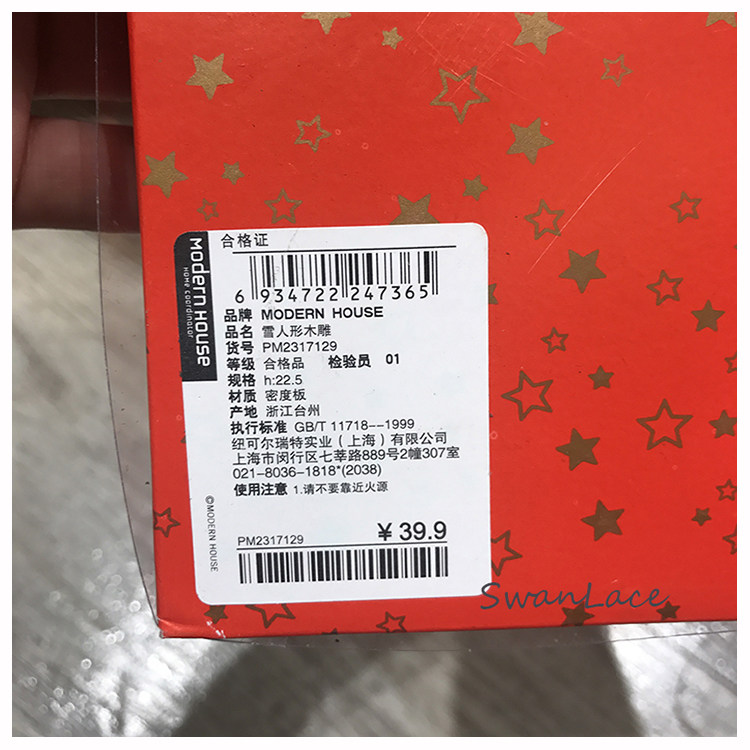 合格证
MODERN HOUSE
HOME COORDINATOR
6 934722 247365
品牌 MODERN HOUSE
品名 雪人形木雕
货号 PM2317129
等级 合格品 检验员 01
规格 h:22.5
材质 密度板
产地 浙江台州
执行标准 GB/T 11718--1999
纽可尔瑞特实业（上海）有限公司
上海市闵行区七莘路889号2幢307室
021-8036-1818*(2038)
使用注意 1.请不要靠近火源
©MODERN HOUSE
¥ 39.9
PM2317129
SwanLace